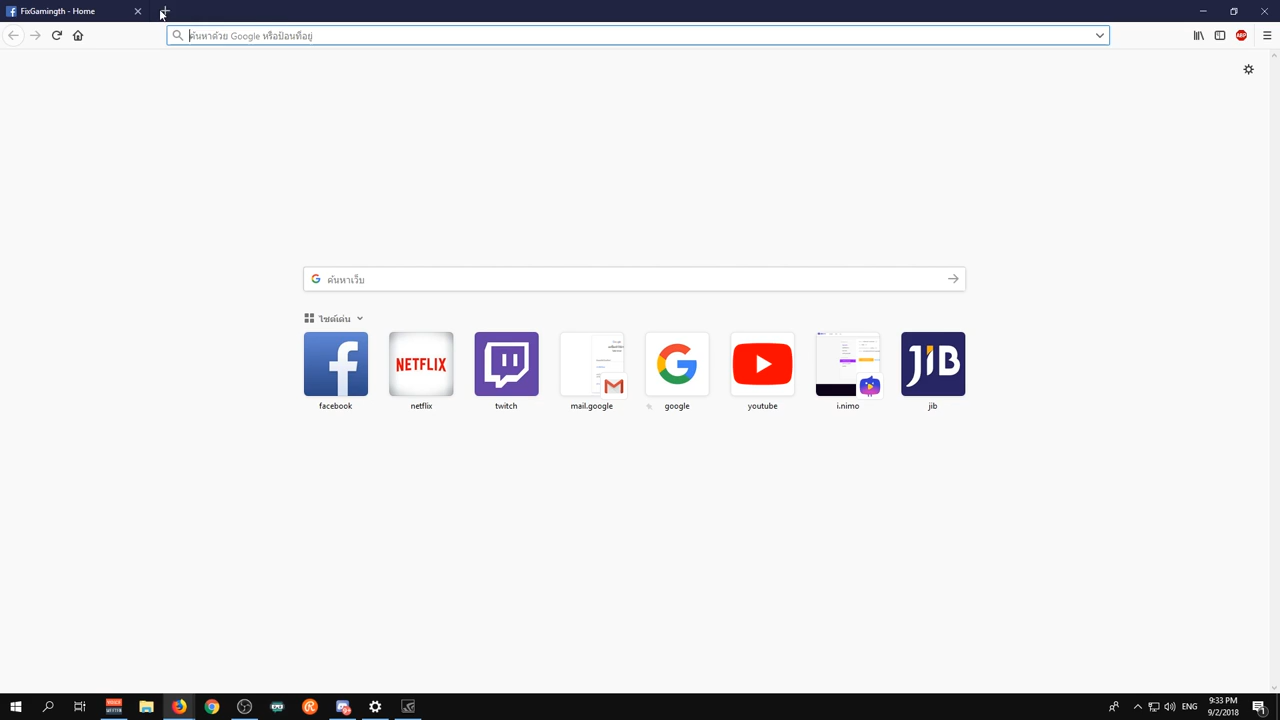 FixGamingth - Home
ค้นหาด้วย Google หรือป้อนที่อยู่
ABP
ค้นหาเว็บ
ไซต์เด่น
NETFLIX
JiB
facebook
netflix
twitch
mail.google
google
youtube
i.nimo
jib
ENG
9:33 PM
9/2/2018